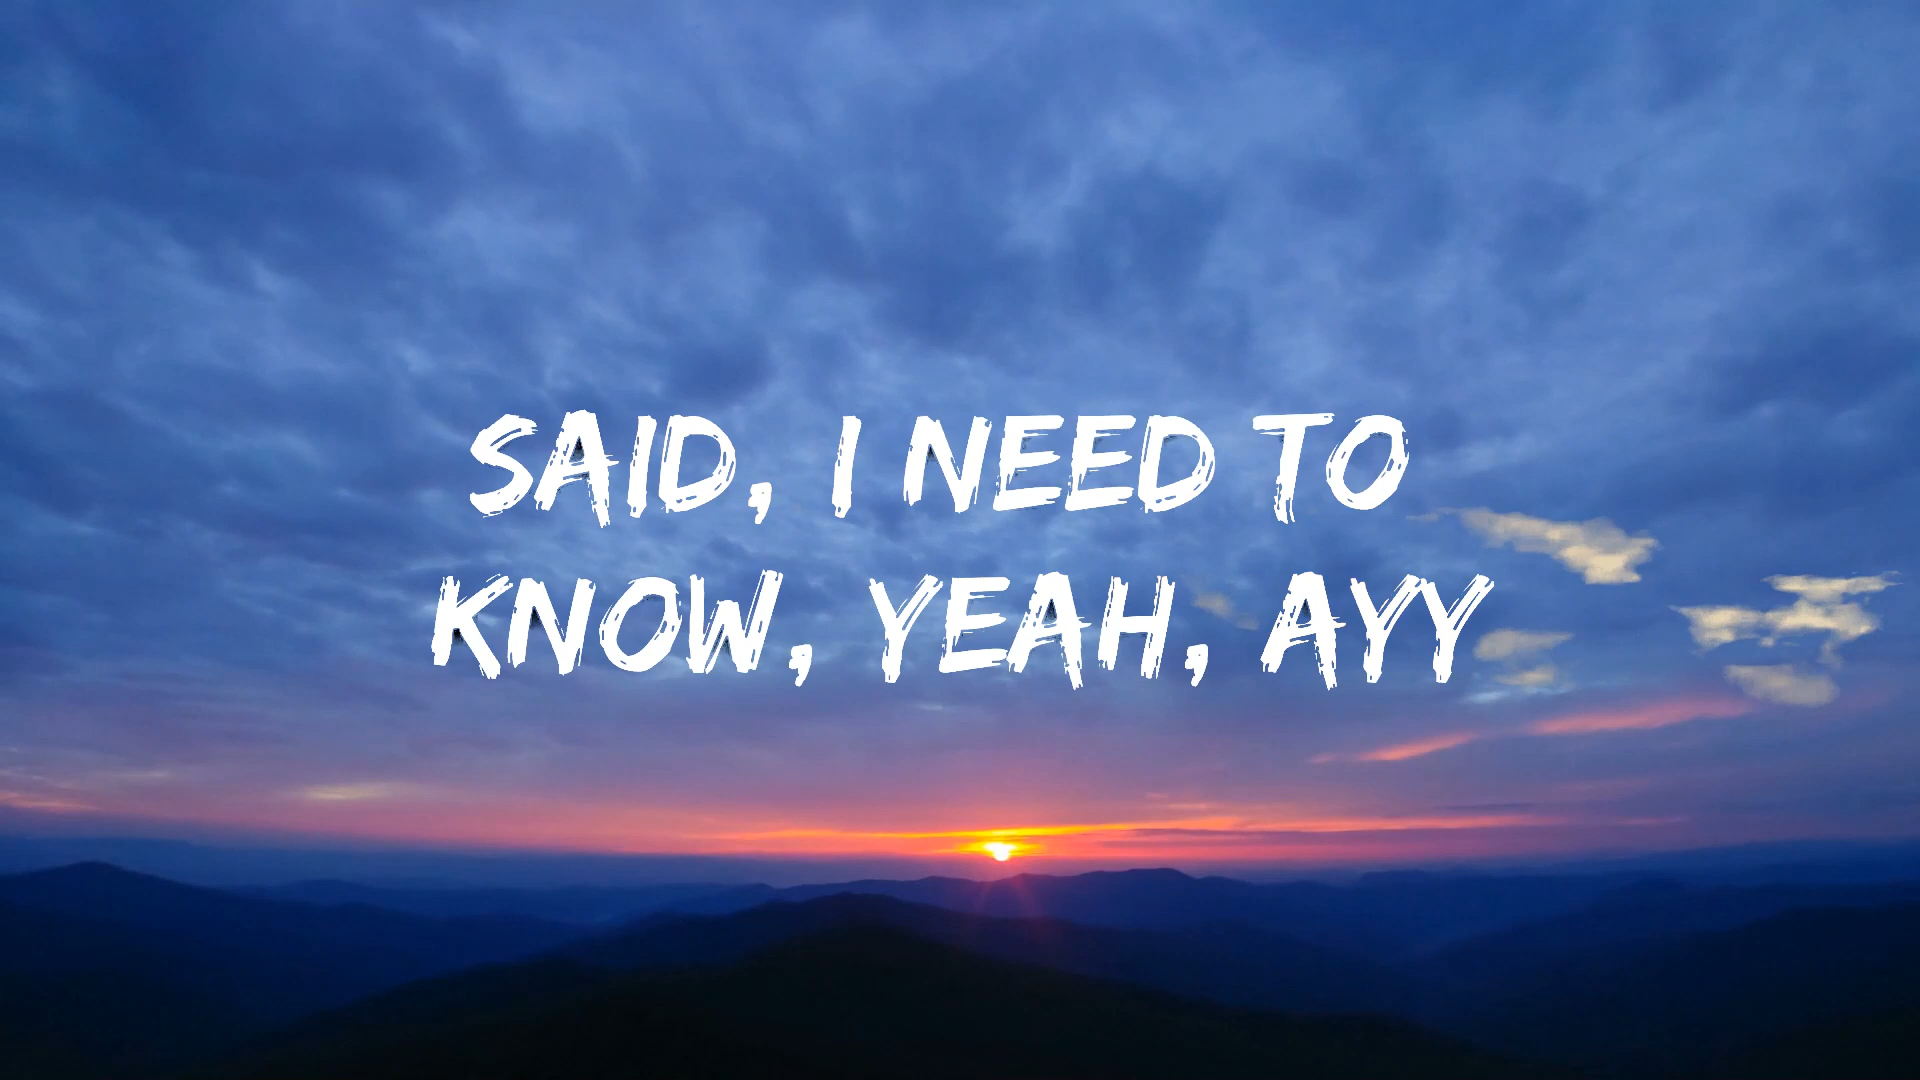 SAID, I NEED TO
KNOW, YEAH, AYY